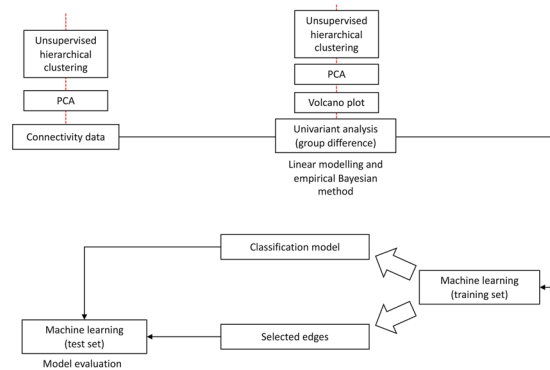 Unsupervised
hierarchical
clustering
PCA
Connectivity data
Unsupervised
hierarchical
clustering
PCA
Volcano plot
Univariant analysis
(group difference)
Linear modelling and
empirical Bayesian
method
Classification model
Machine learning
(training set)
Machine learning
(test set)
Selected edges
Model evaluation